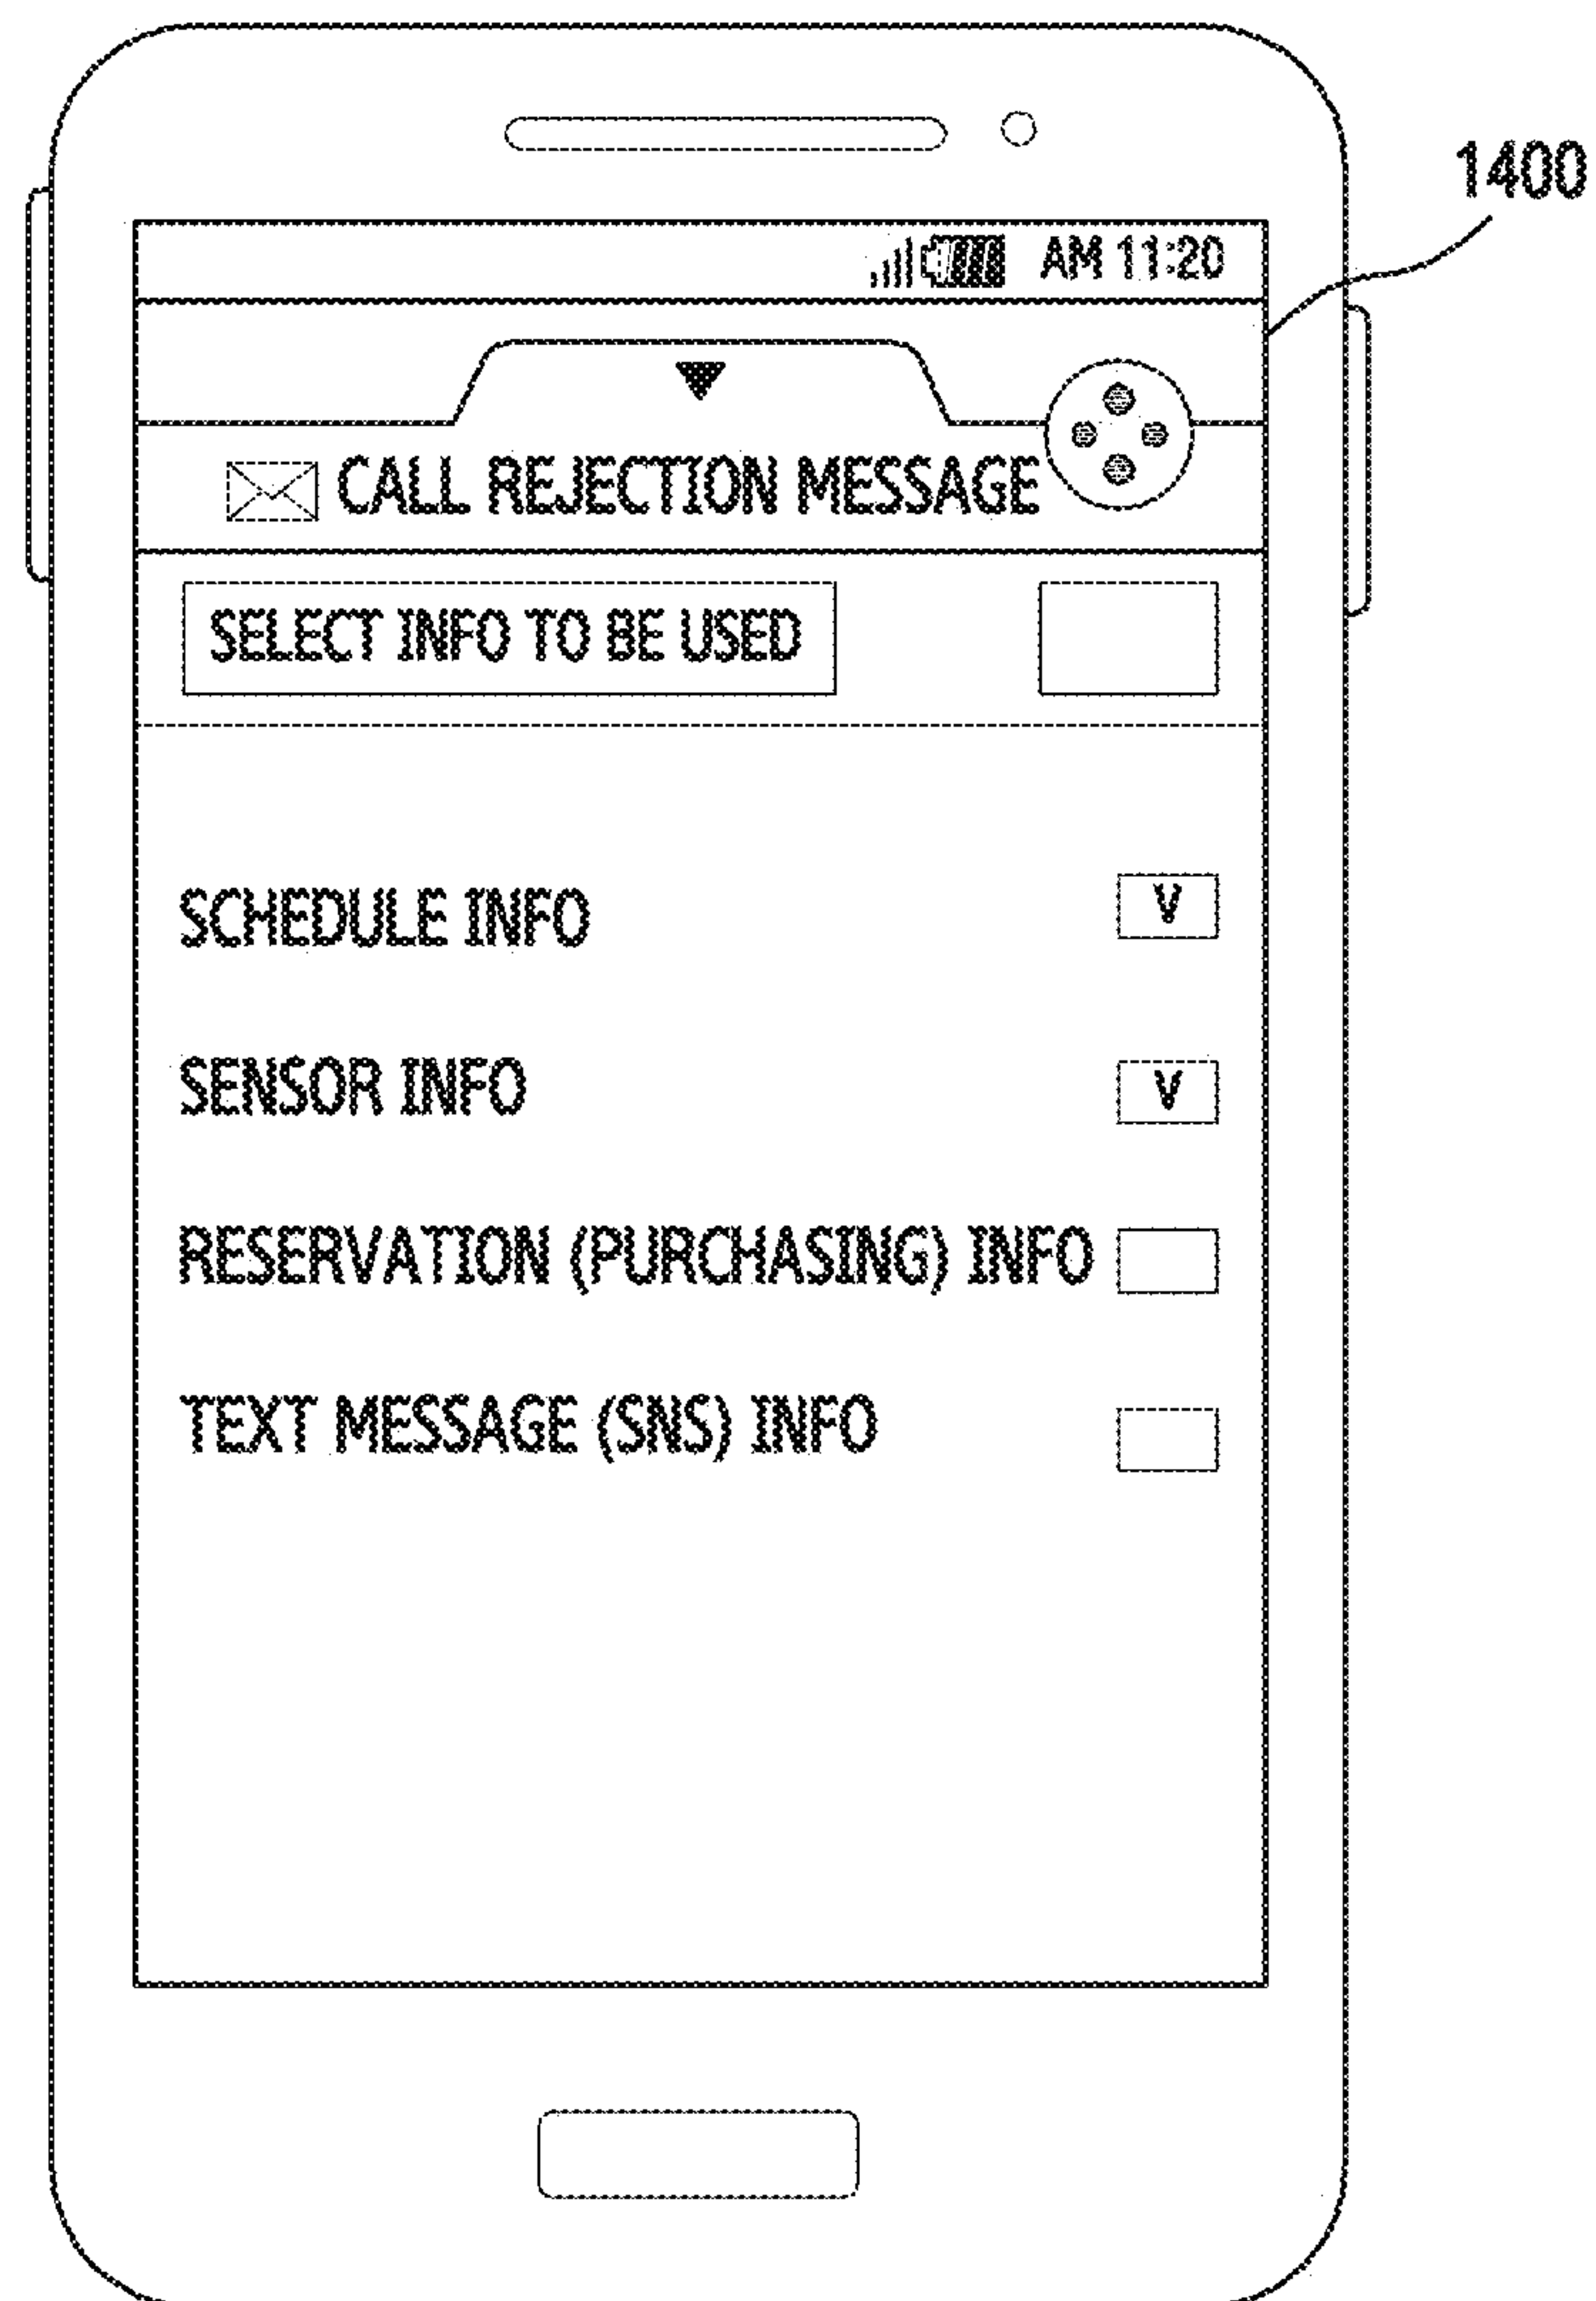 1400
AM 11:20
CALL REJECTION MESSAGE
SELECT INFO TO BE USED
SCHEDULE INFO
V
SENSOR INFO
V
RESERVATION (PURCHASING) INFO
TEXT MESSAGE (SNS) INFO